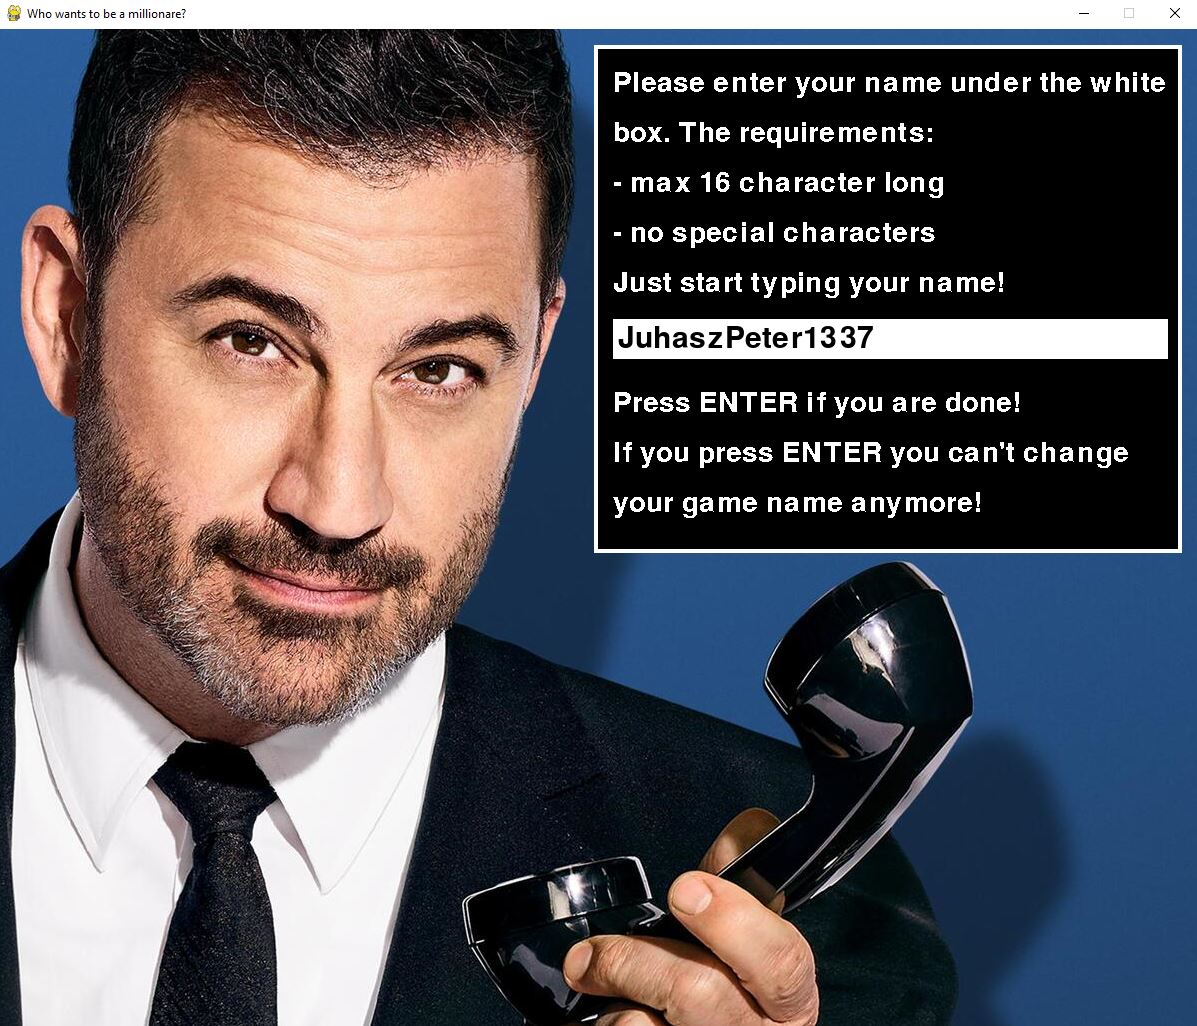 Who wants to be a millionare?
Please enter your name under the white
box. The requirements:
- max 16 character long
- no special characters
Just start typing your name!
JuhaszPeter1337
Press ENTER if you are done!
If you press ENTER you can't change
your game name anymore!